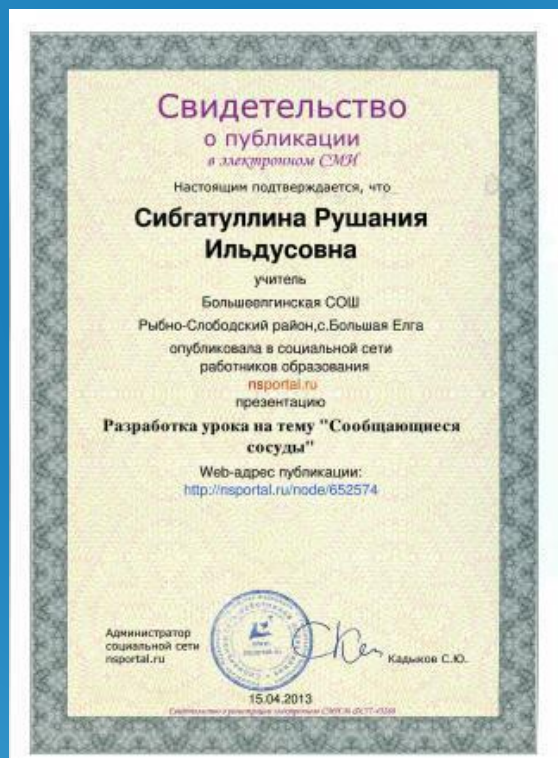 Свидетельство
о публикации
в электронном СМИ
Настоящим подтверждается, что
Сибгатуллина Рушания
Ильдусовна
учитель
Большеелгинская СОШ
Рыбно-Слободский район,с.Большая Елга
опубликовала в социальной сети
работников образования
nsportal.ru
презентацию
Разработка урока на тему "Сообщающиеся
сосуды"
Web-адрес публикации:
http://nsportal.ru/node/652574
Администратор
социальной сети
nsportal.ru
Кадыков С.Ю.
15.04.2013